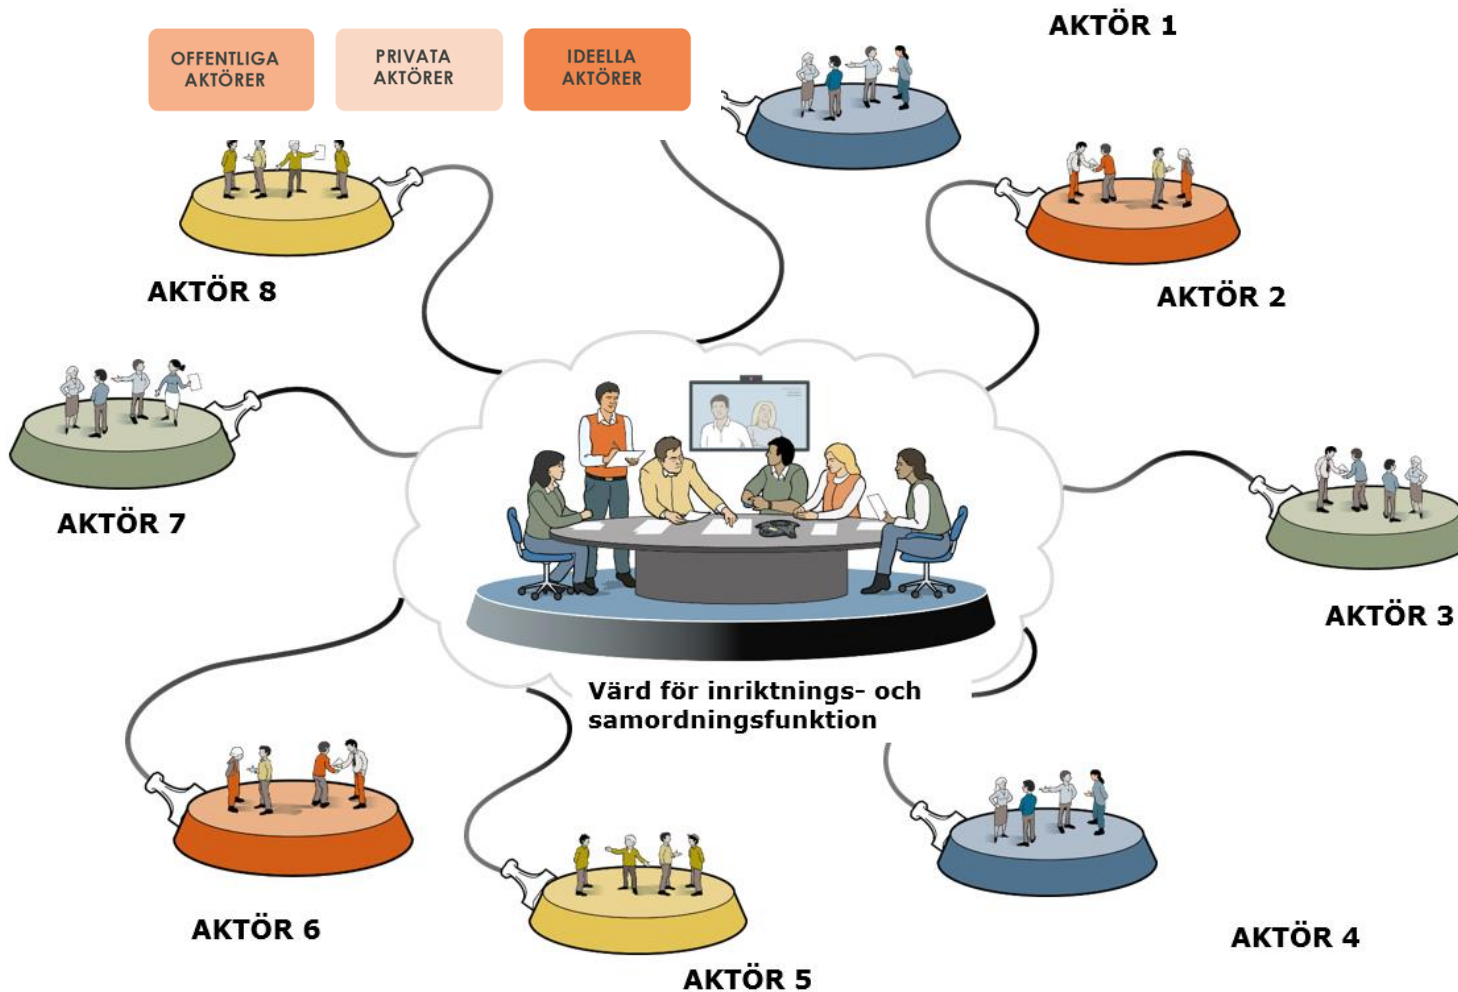 OFFENTLIGA
AKTÖRER
PRIVATA
AKTÖRER
IDEELLA
AKTÖRER
AKTÖR 1
AKTÖR 8
AKTÖR 2
AKTÖR 7
AKTÖR 3
Värd för inriktnings- och
samordningsfunktion
AKTÖR 6
AKTÖR 4
AKTÖR 5